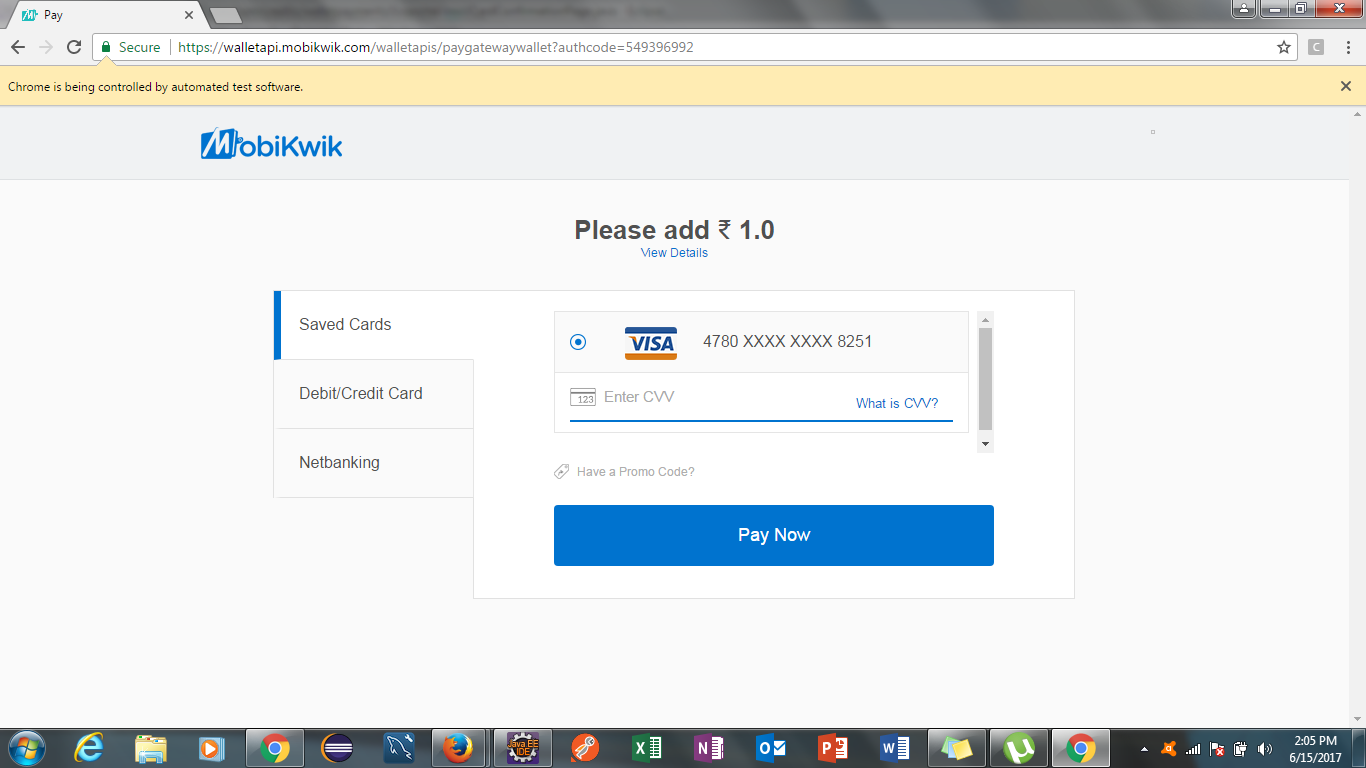 Pay
Secure
https://walletapi.mobikwik.com/walletapis/paygatewaywallet?authcode=549396992
C
Chrome is being controlled by automated test software.
MobiKwik
Please add ₹ 1.0
View Details
Saved Cards
VISA 4780 XXXX XXXX 8251
Debit/Credit Card
123 Enter CVV What is CVV?
Netbanking
Have a Promo Code?
Pay Now
Java EE
IDE
2:05 PM
6/15/2017